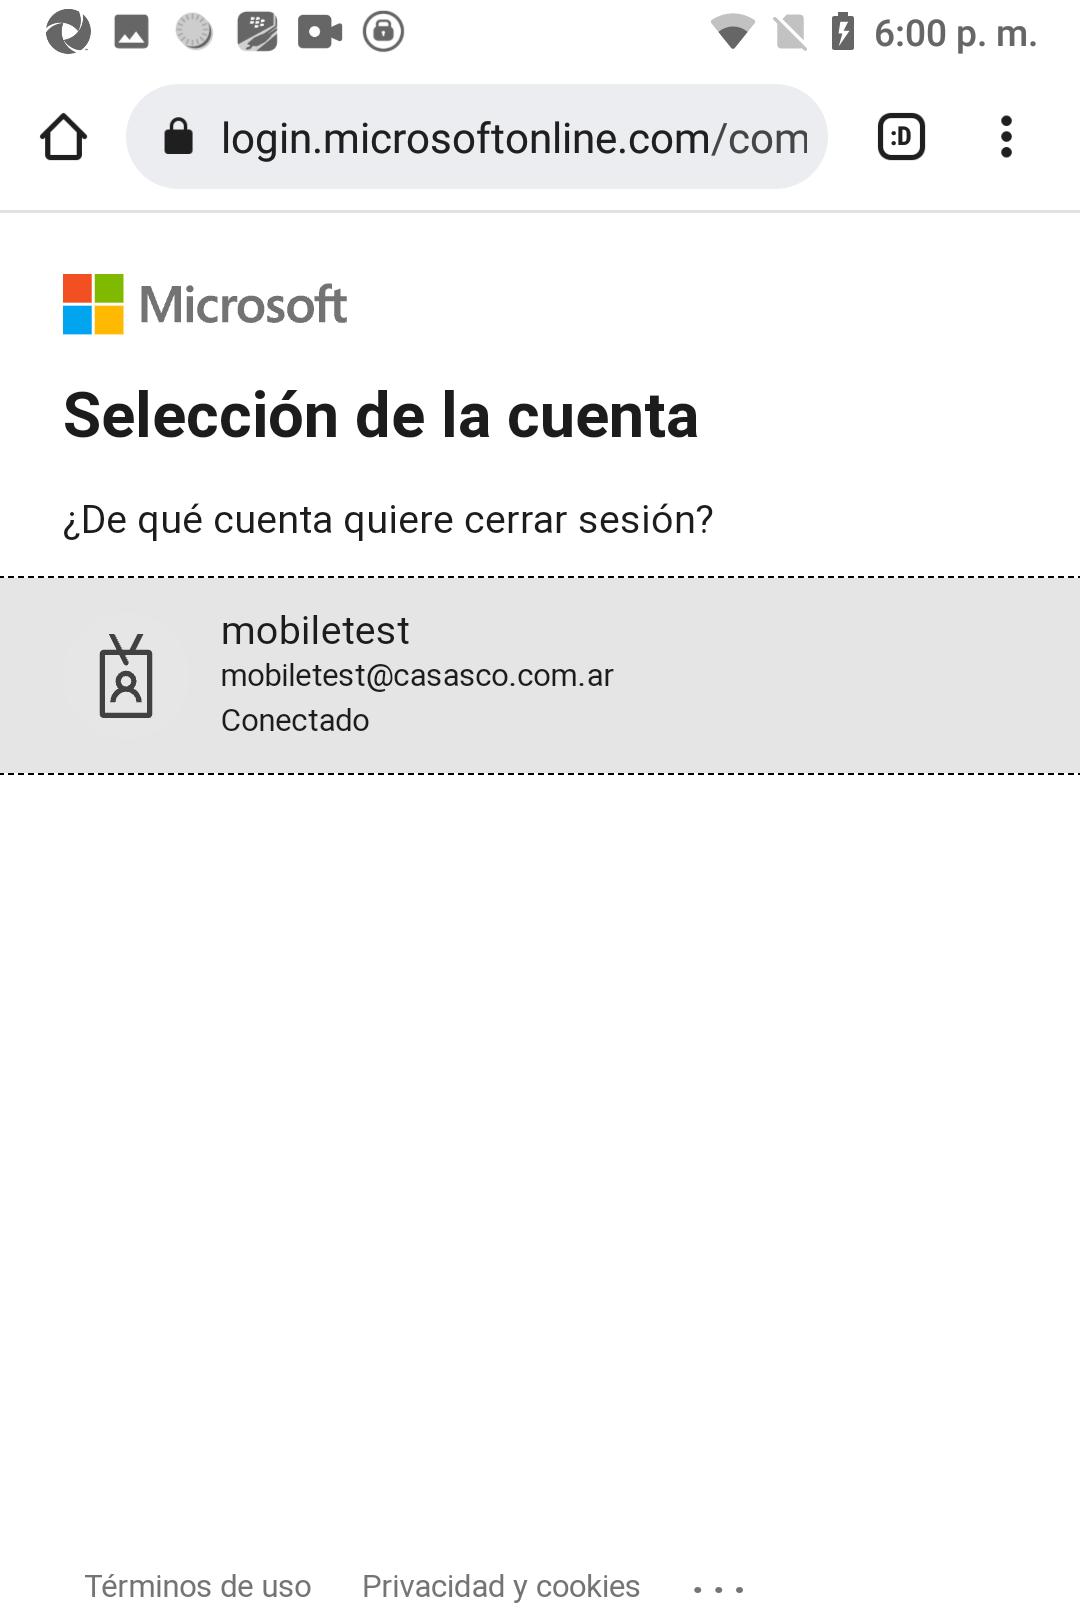 6:00 p. m.
login.microsoftonline.com/com
:D
Microsoft
Selección de la cuenta
¿De qué cuenta quiere cerrar sesión?
mobiletest
mobiletest@casasco.com.ar
Conectado
Términos de uso Privacidad y cookies ...